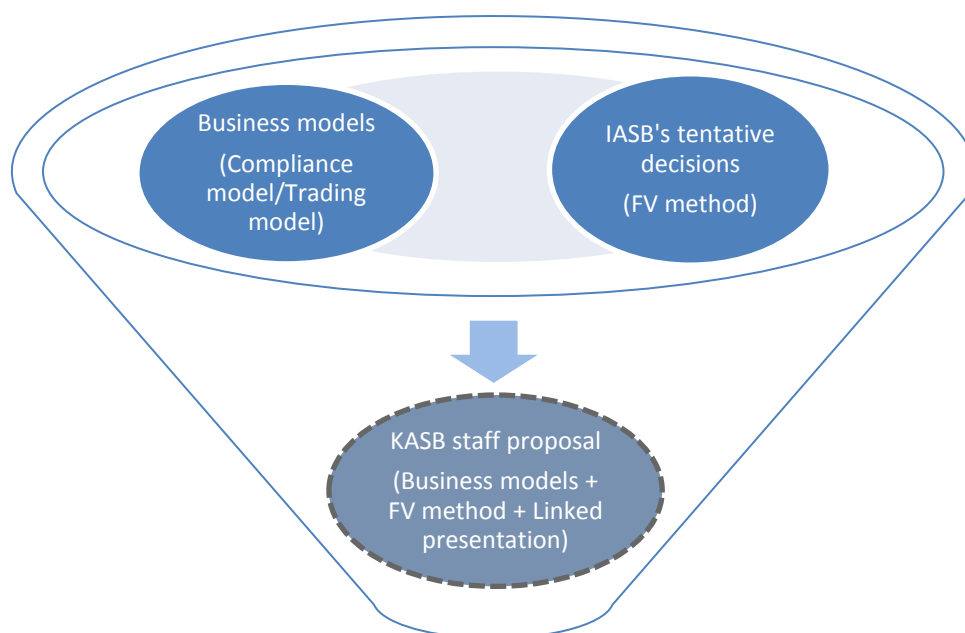 Business models
(Compliance
model/Trading
model)
IASB's tentative
decisions
(FV method)
KASB staff proposal
(Business models +
FV method + Linked
presentation)